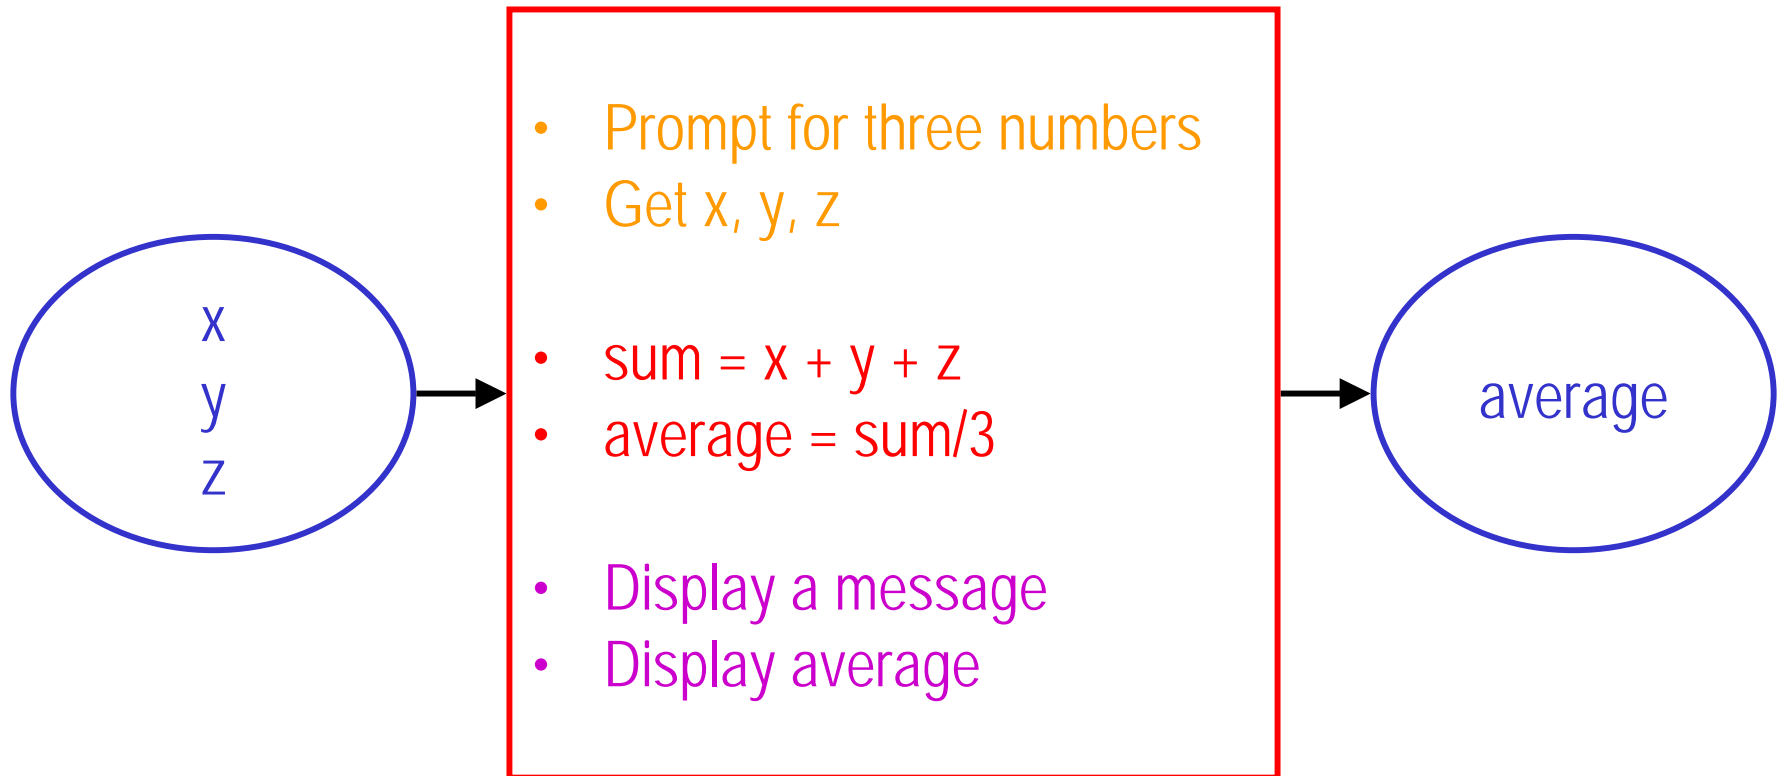 x
y
z
• Prompt for three numbers
• Get x, y, z
• sum = x + y + z
• average = sum/3
• Display a message
• Display average
average